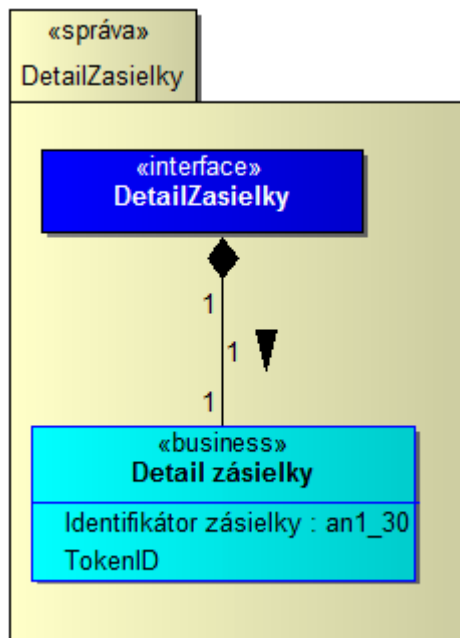 «správa»
DetailZasielky
«interface»
DetailZasielky
1
1
1
«business»
Detail zásielky
Identifikátor zásielky : an1_30
TokenID